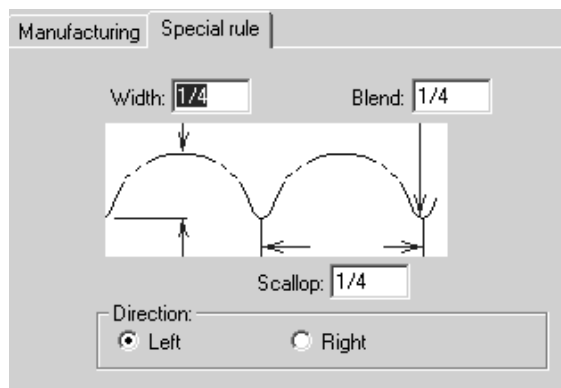 Manufacturing Special rule
Width: 1/4 Blend: 1/4
Scallop: 1/4
Direction:
Left Right